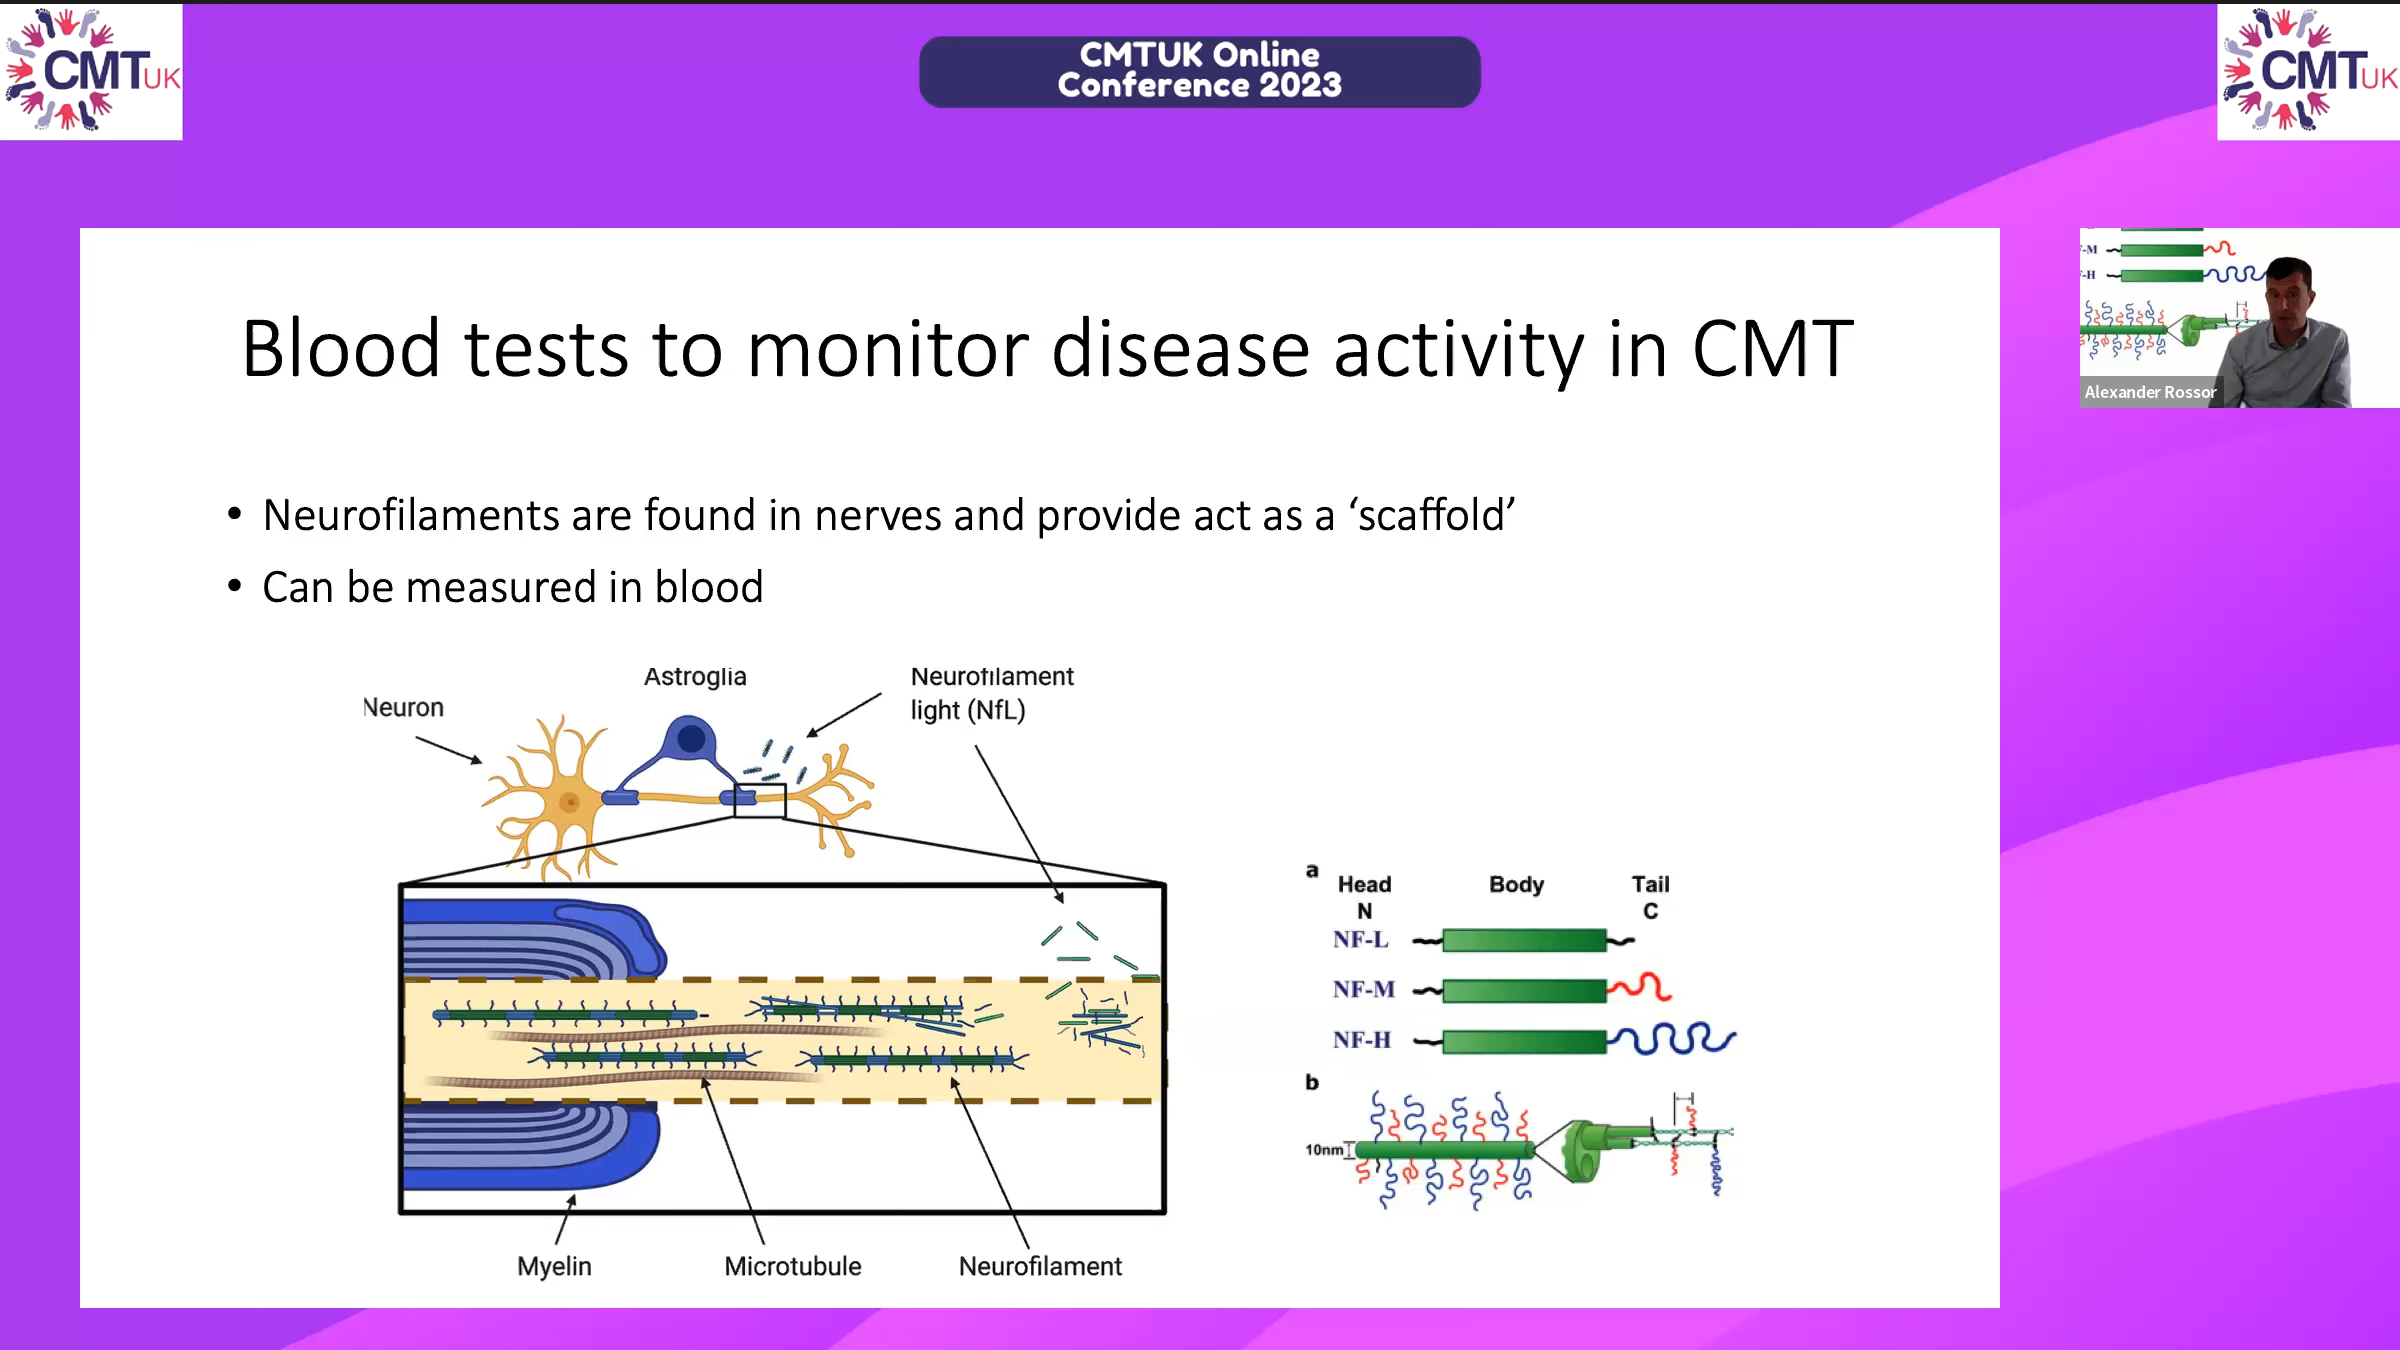 CMTUK
CMTUK Online
Conference 2023
CMTUK
Blood tests to monitor disease activity in CMT
-M
-H
Alexander Rossor
• Neurofilaments are found in nerves and provide act as a ‘scaffold’
• Can be measured in blood
Astroglia
Neurofilament
light (NfL)
Neuron
Myelin
Microtubule
Neurofilament
a
Head
Body
Tail
N
C
NF-L
NF-M
NF-H
b
10nm